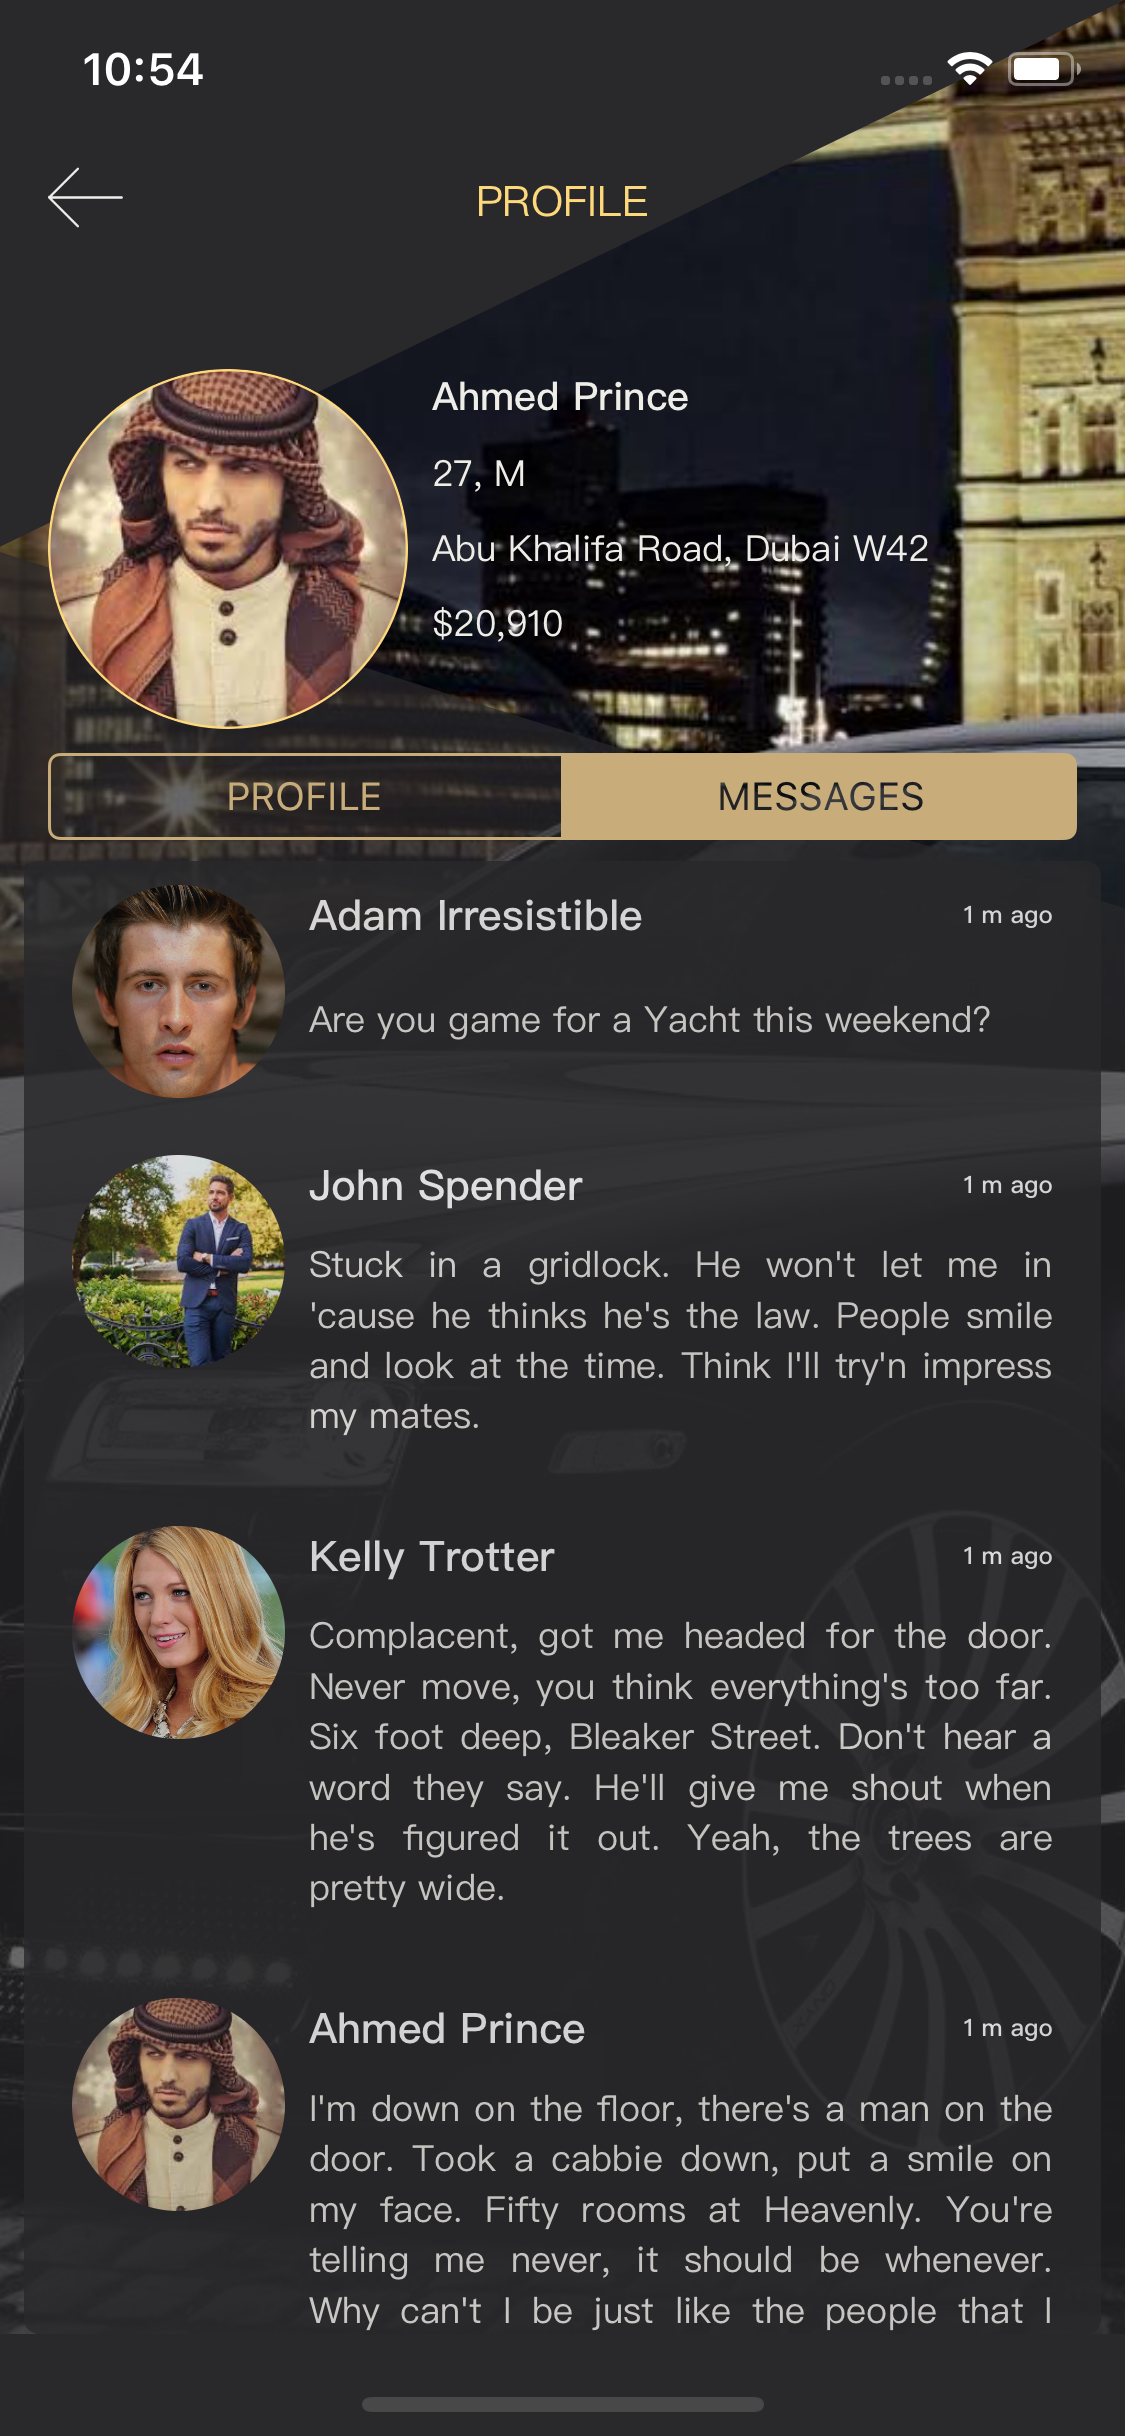 10:54
PROFILE
Ahmed Prince
27, M
Abu Khalifa Road, Dubai W42
$20,910
PROFILE
MESSAGES
Adam Irresistible
1 m ago
Are you game for a Yacht this weekend?
John Spender
1 m ago
Stuck in a gridlock. He won't let me in
'cause he thinks he's the law. People smile
and look at the time. Think I'll try'n impress
my mates.
Kelly Trotter
1 m ago
Complacent, got me headed for the door.
Never move, you think everything's too far.
Six foot deep, Bleaker Street. Don't hear a
word they say. He'll give me shout when
he's figured it out. Yeah, the trees are
pretty wide.
Ahmed Prince
1 m ago
I'm down on the floor, there's a man on the
door. Took a cabbie down, put a smile on
my face. Fifty rooms at Heavenly. You're
telling me never, it should be whenever.
Why can't I be just like the people that I